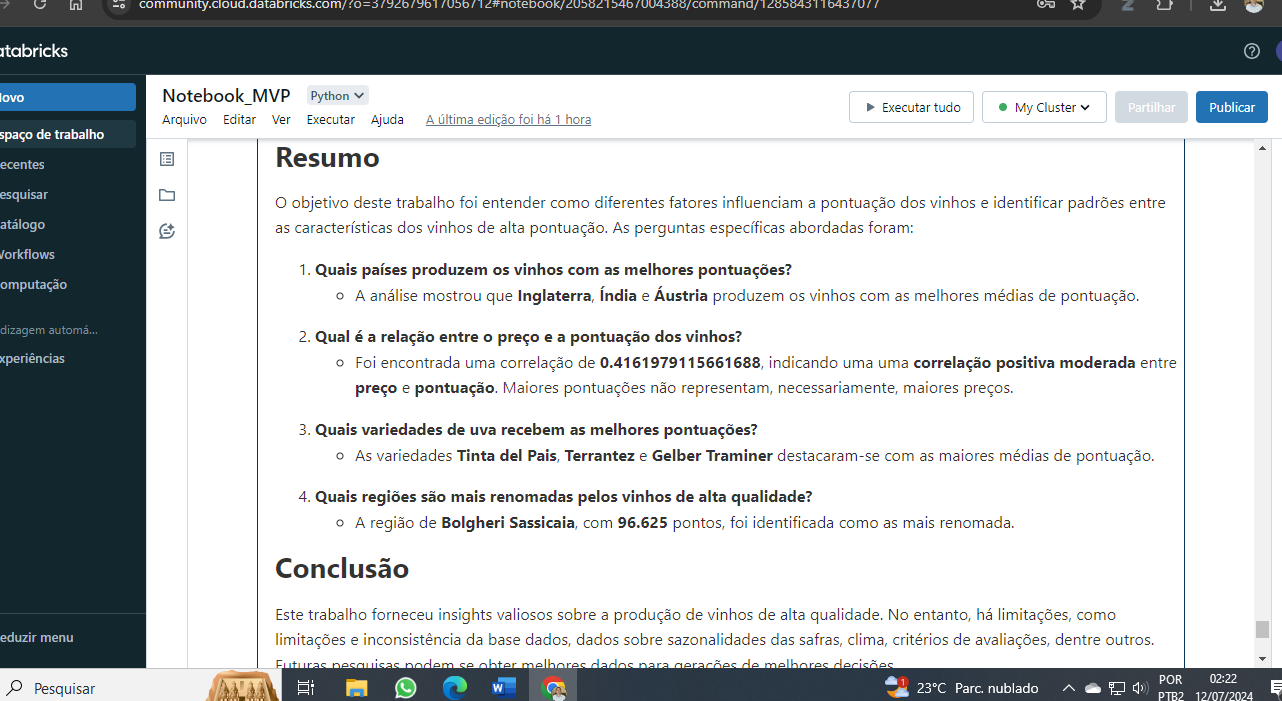 community.cloud.databricks.com/?o=3792679617056712#notebook/2058215467004388/command/1285843116437077
atabricks
ovo
spaço de trabalho
ecentes
esquisar
atálogo
Workflows
omputação
dizagem automá...
xperiências
eduzir menu
Notebook_MVP Python
Arquivo Editar Ver Executar Ajuda A última edição foi há 1 hora
Executar tudo My Cluster Partilhar Publicar
Resumo
O objetivo deste trabalho foi entender como diferentes fatores influenciam a pontuação dos vinhos e identificar padrões entre
as características dos vinhos de alta pontuação. As perguntas específicas abordadas foram:
1. Quais países produzem os vinhos com as melhores pontuações?
A análise mostrou que Inglaterra, Índia e Áustria produzem os vinhos com as melhores médias de pontuação.
2. Qual é a relação entre o preço e a pontuação dos vinhos?
Foi encontrada uma correlação de 0.4161979115661688, indicando uma uma correlação positiva moderada entre
preço e pontuação. Maiores pontuações não representam, necessariamente, maiores preços.
3. Quais variedades de uva recebem as melhores pontuações?
As variedades Tinta del Pais, Terrantez e Gelber Traminer destacaram-se com as maiores médias de pontuação.
4. Quais regiões são mais renomadas pelos vinhos de alta qualidade?
A região de Bolgheri Sassicaia, com 96.625 pontos, foi identificada como as mais renomada.
Conclusão
Este trabalho forneceu insights valiosos sobre a produção de vinhos de alta qualidade. No entanto, há limitações, como
limitações e inconsistência da base dados, dados sobre sazonalidades das safras, clima, critérios de avaliações, dentre outros.
Futuras pesquisas podem se obter melhores dados para gerações de melhores decisões.
Pesquisar
1
23°C Parc. nublado
POR
PTB2
02:22
12/07/2024